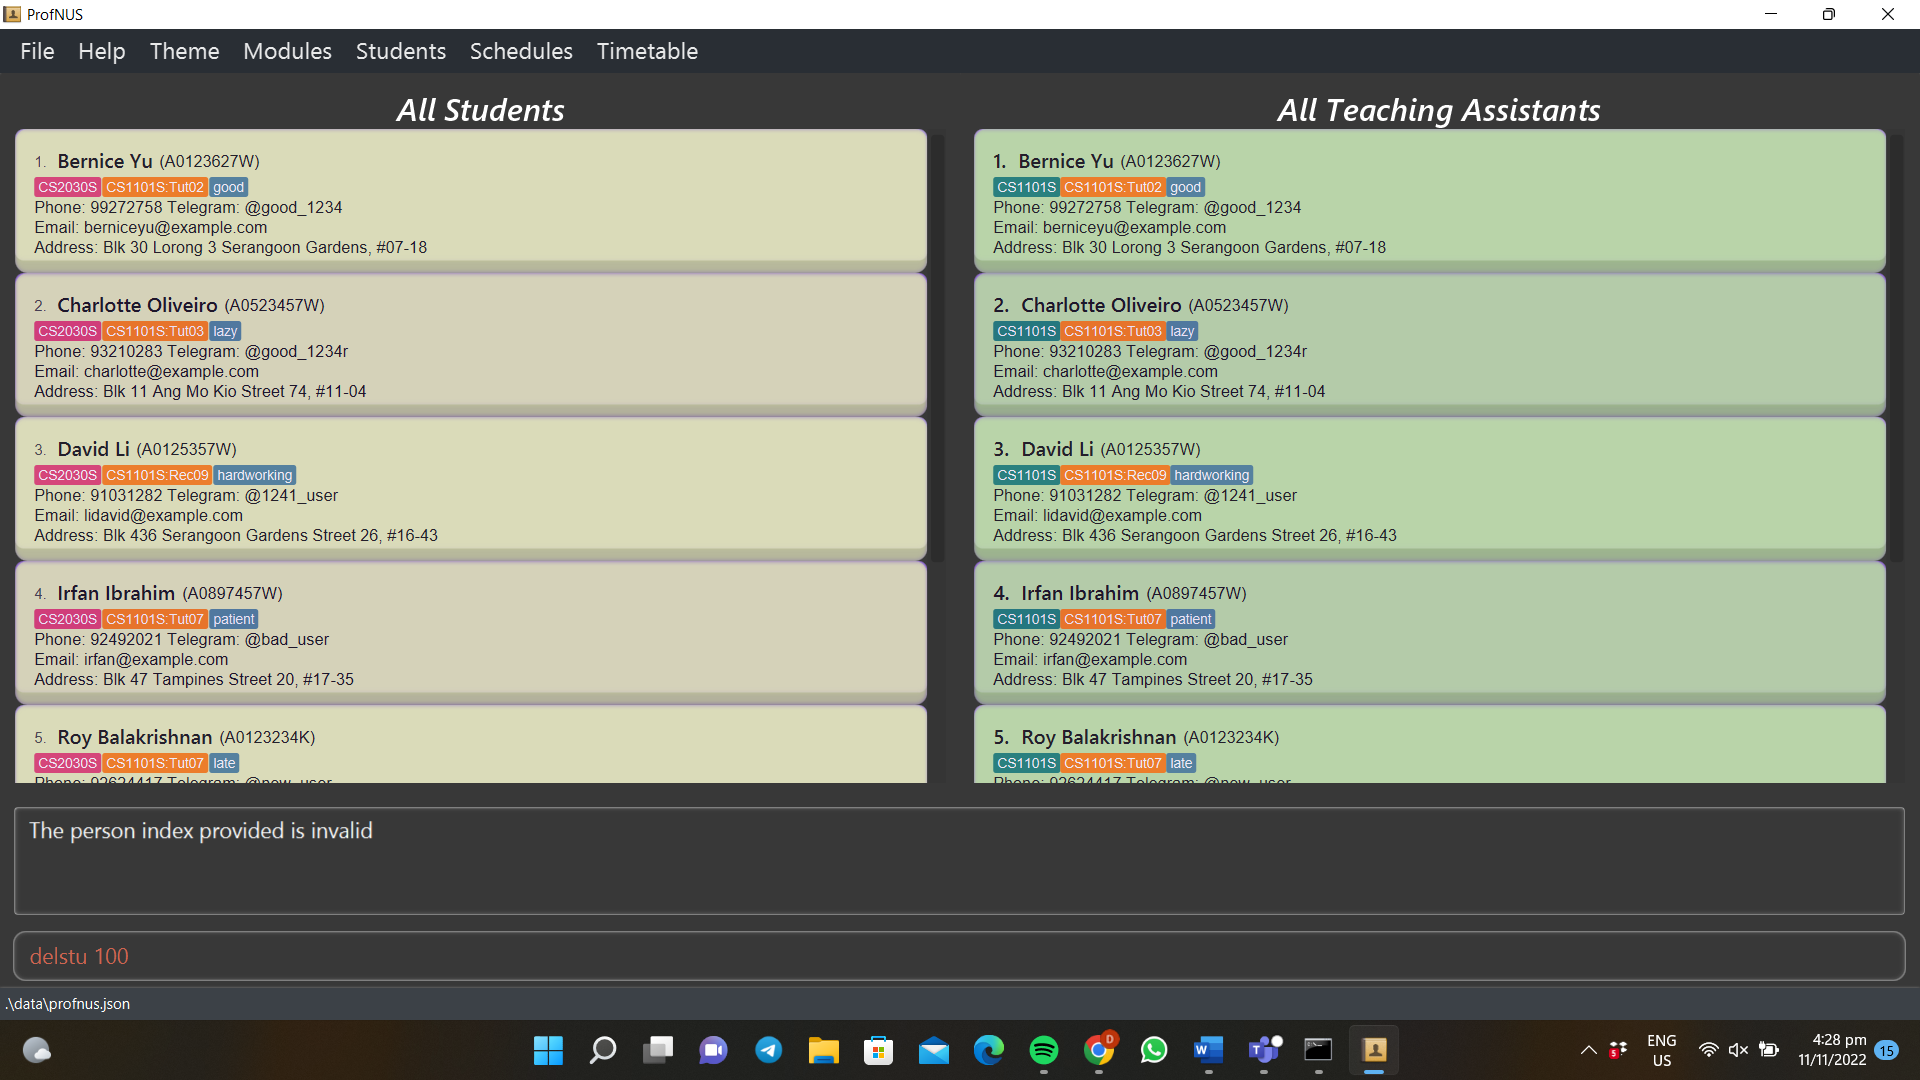 ProfNUS
File Help Theme Modules Students Schedules Timetable
All Students
1. Bernice Yu (A0123627W)
CS2030S CS1101S:Tut02 good
Phone: 99272758 Telegram: @good_1234
Email: berniceyu@example.com
Address: Blk 30 Lorong 3 Serangoon Gardens, #07-18
2. Charlotte Oliveiro (A0523457W)
CS2030S CS1101S:Tut03 lazy
Phone: 93210283 Telegram: @good_1234r
Email: charlotte@example.com
Address: Blk 11 Ang Mo Kio Street 74, #11-04
3. David Li (A0125357W)
CS2030S CS1101S:Rec09 hardworking
Phone: 91031282 Telegram: @1241_user
Email: lidavid@example.com
Address: Blk 436 Serangoon Gardens Street 26, #16-43
4. Irfan Ibrahim (A0897457W)
CS2030S CS1101S:Tut07 patient
Phone: 92492021 Telegram: @bad_user
Email: irfan@example.com
Address: Blk 47 Tampines Street 20, #17-35
5. Roy Balakrishnan (A0123234K)
CS2030S CS1101S:Tut07 late
Phone: 92624417 Telegram: @new_user
All Teaching Assistants
1. Bernice Yu (A0123627W)
CS1101S CS1101S:Tut02 good
Phone: 99272758 Telegram: @good_1234
Email: berniceyu@example.com
Address: Blk 30 Lorong 3 Serangoon Gardens, #07-18
2. Charlotte Oliveiro (A0523457W)
CS1101S CS1101S:Tut03 lazy
Phone: 93210283 Telegram: @good_1234r
Email: charlotte@example.com
Address: Blk 11 Ang Mo Kio Street 74, #11-04
3. David Li (A0125357W)
CS1101S CS1101S:Rec09 hardworking
Phone: 91031282 Telegram: @1241_user
Email: lidavid@example.com
Address: Blk 436 Serangoon Gardens Street 26, #16-43
4. Irfan Ibrahim (A0897457W)
CS1101S CS1101S:Tut07 patient
Phone: 92492021 Telegram: @bad_user
Email: irfan@example.com
Address: Blk 47 Tampines Street 20, #17-35
5. Roy Balakrishnan (A0123234K)
CS1101S CS1101S:Tut07 late
Phone: 92624417 Telegram: @new_user
The person index provided is invalid
delstu 100
.\data\profnus.json
ENG
US
4:28 pm
11/11/2022
15